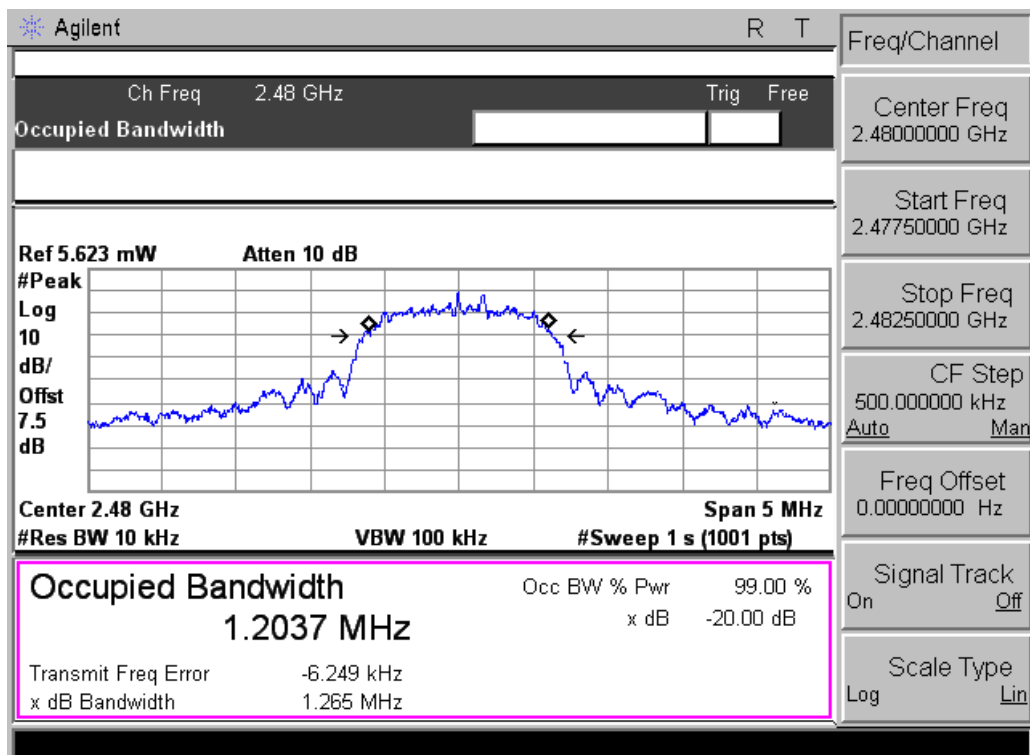 Agilent R T
Ch Freq 2.48 GHz Trig Free
Occupied Bandwidth
Ref 5.623 mW Atten 10 dB
#Peak
Log
10
dB/
Offst
7.5
dB
Center 2.48 GHz Span 5 MHz
#Res BW 10 kHz VBW 100 kHz #Sweep 1 s (1001 pts)
Occupied Bandwidth Occ BW % Pwr 99.00 %
1.2037 MHz x dB -20.00 dB
Transmit Freq Error -6.249 kHz
x dB Bandwidth 1.265 MHz
Freq/Channel
Center Freq
2.48000000 GHz
Start Freq
2.47750000 GHz
Stop Freq
2.48250000 GHz
CF Step
500.000000 kHz
Auto Man
Freq Offset
0.00000000 Hz
Signal Track
On Off
Scale Type
Log Lin